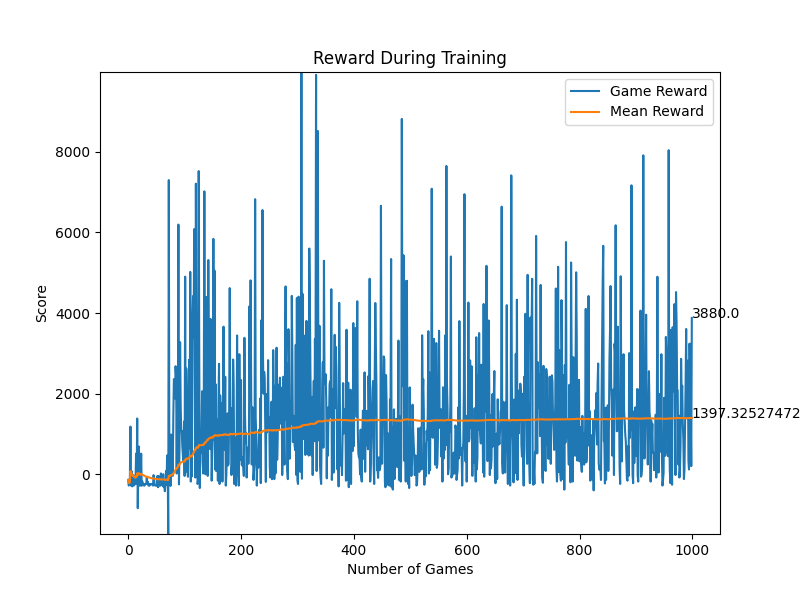 Reward During Training
Game Reward
Mean Reward
8000
6000
4000
2000
0
Score
3880.0
1397.32527472
0
200
400
600
800
1000
Number of Games